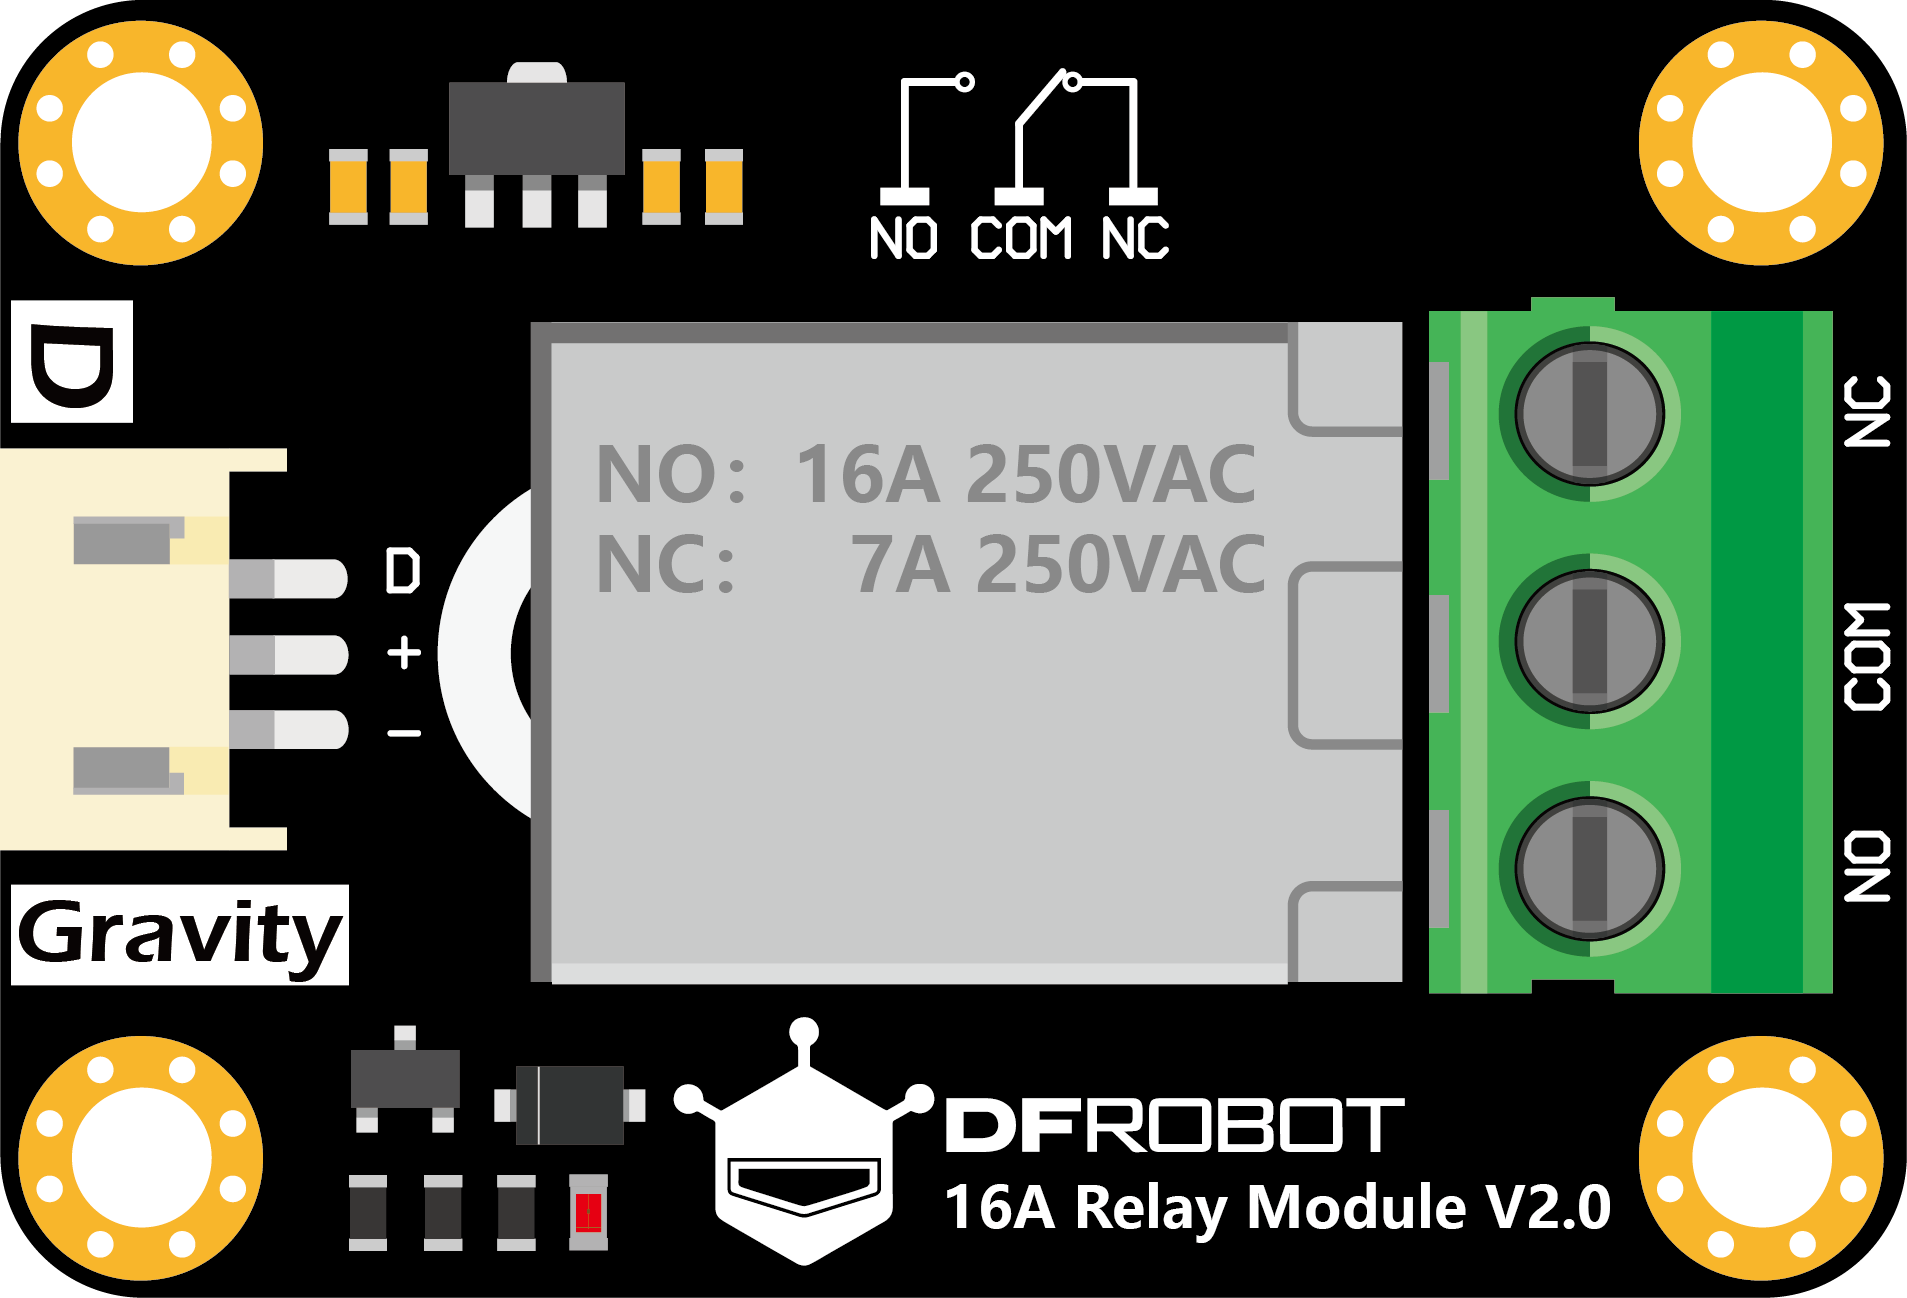 NO COM NC
D
NO: 16A 250VAC
NC: 7A 250VAC
NC
COM
NO
D
+
−
Gravity
DFROBOT
16A Relay Module V2.0